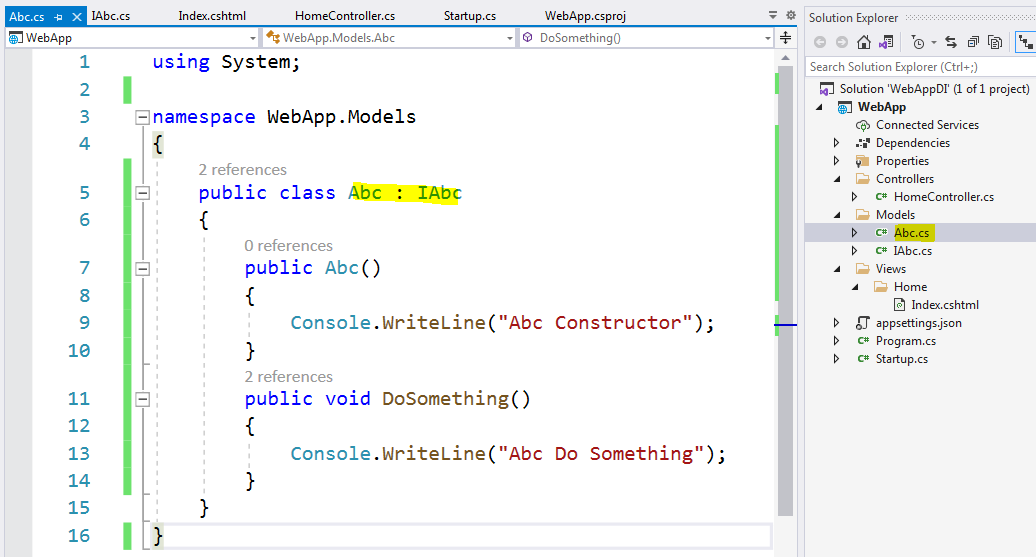 Abc.cs IAbc.cs Index.cshtml HomeController.cs Startup.cs WebApp.csproj
WebApp WebApp.Models.Abc DoSomething()
1 using System;
2
3 namespace WebApp.Models
4 {
2 references
5 public class Abc : IAbc
6 {
0 references
7 public Abc()
8 {
9 Console.WriteLine("Abc Constructor");
10 }
2 references
11 public void DoSomething()
12 {
13 Console.WriteLine("Abc Do Something");
14 }
15 }
16 }
Solution Explorer
Search Solution Explorer (Ctrl+;)
Solution 'WebAppDI' (1 of 1 project)
WebApp
Connected Services
Dependencies
Properties
Controllers
C# HomeController.cs
Models
C# Abc.cs
C# IAbc.cs
Views
Home
Index.cshtml
appsettings.json
C# Program.cs
C# Startup.cs